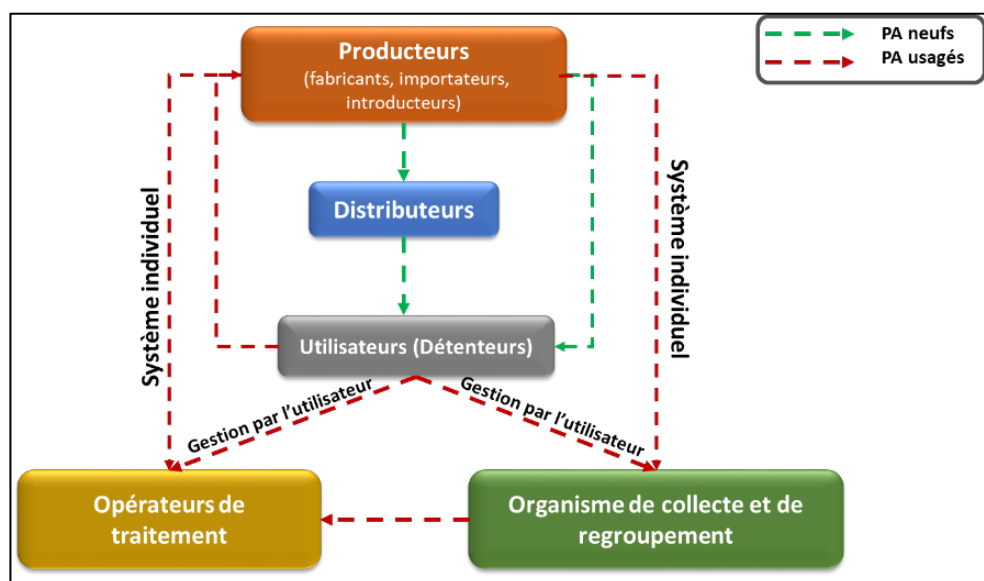 PA neufs
PA usagés
Producteurs
(fabricants, importateurs,
introducteurs)
Système individuel
Distributeurs
Système individuel
Utilisateurs (Détenteurs)
Gestion par l'utilisateur
Gestion par l'utilisateur
Opérateurs de
traitement
Organisme de collecte et de
regroupement